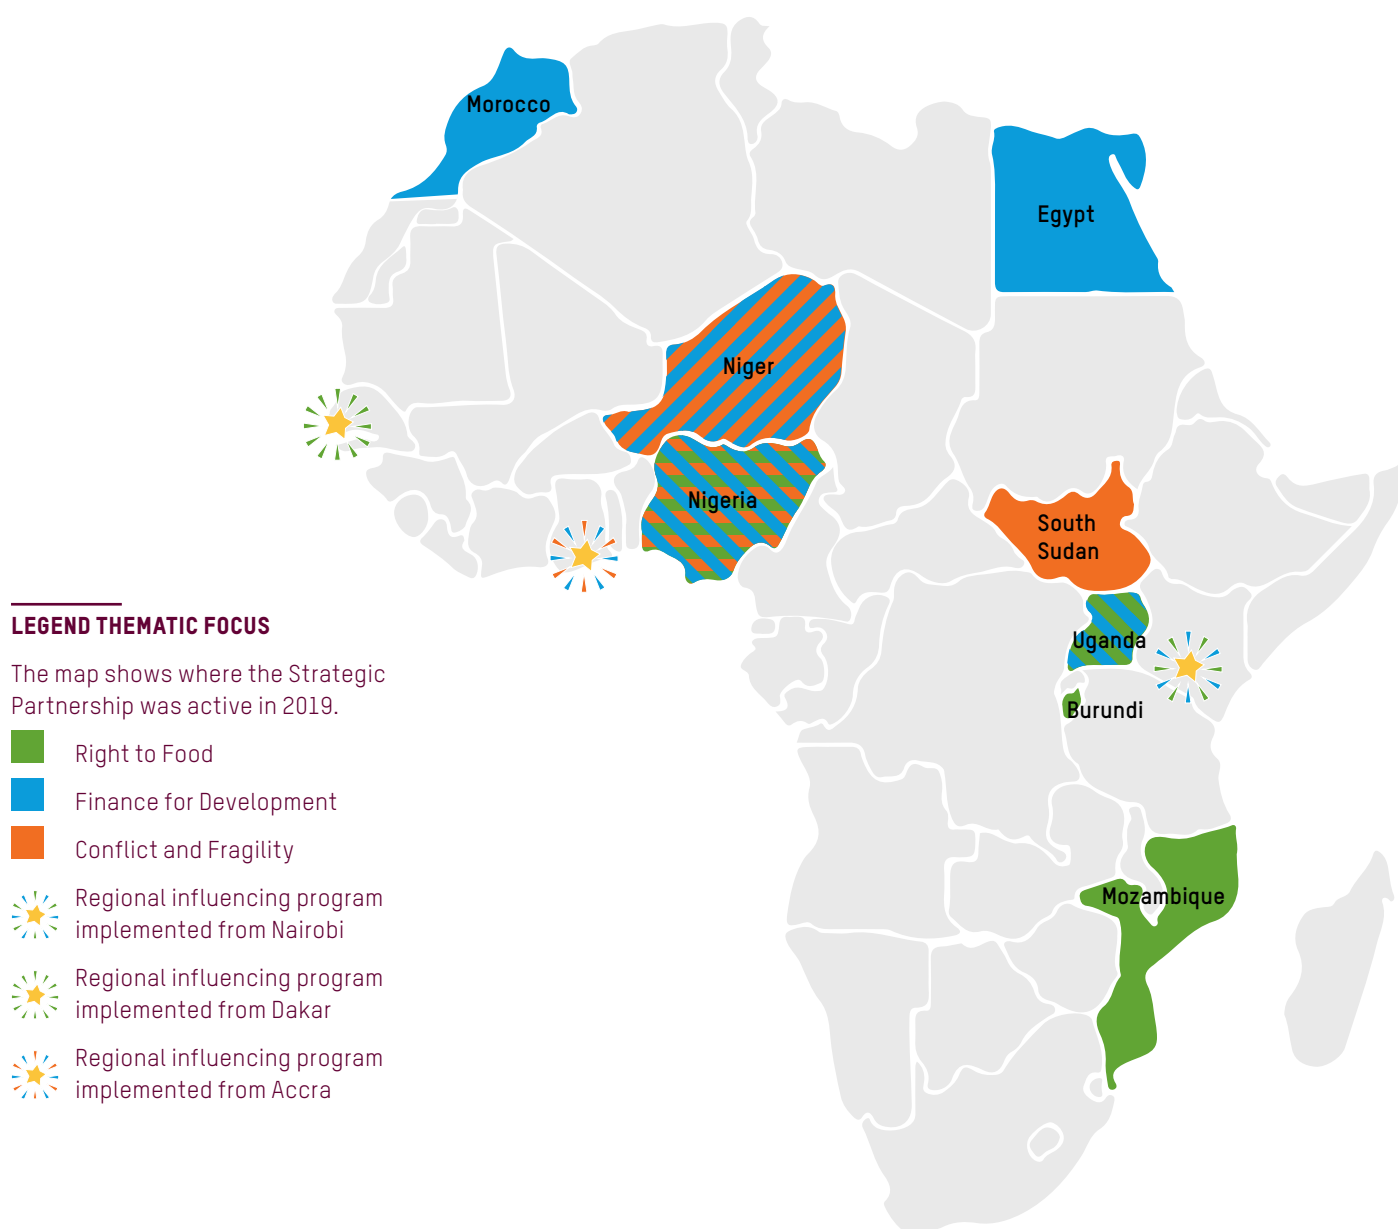 Morocco
Egypt
Niger
Nigeria
South
Sudan
Uganda
Burundi
Mozambique
LEGEND THEMATIC FOCUS
The map shows where the Strategic
Partnership was active in 2019.
Right to Food
Finance for Development
Conflict and Fragility
Regional influencing program
implemented from Nairobi
Regional influencing program
implemented from Dakar
Regional influencing program
implemented from Accra